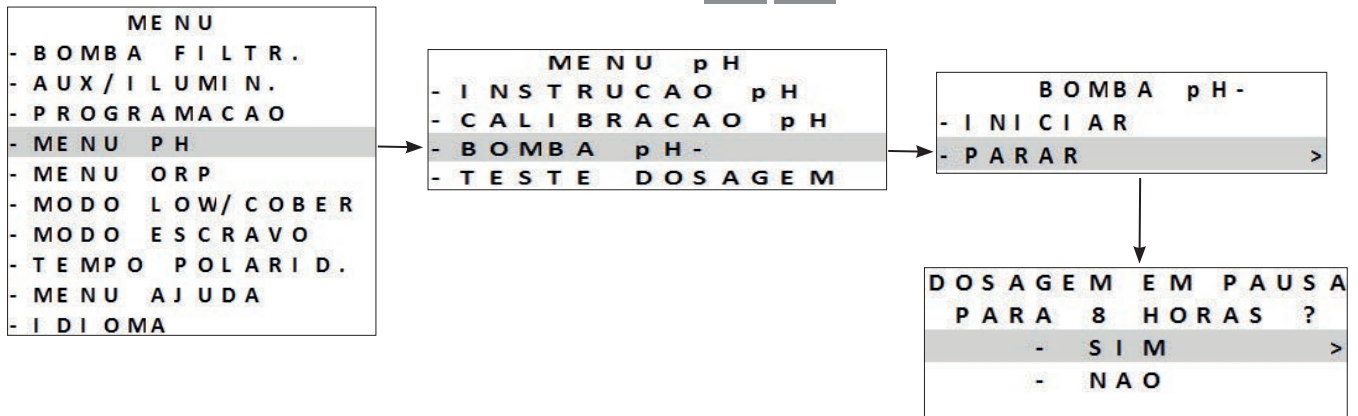 MENU
- BOMBA FILTR.
- AUX/ILUMIN.
- PROGRAMACAO
- MENU PH
- MENU ORP
- MODO LOW/COBER
- MODO ESCRAVO
- TEMPO POLARID.
- MENU AJUDA
- IDIOMA
MENU pH
- INSTRUCAO pH
- CALIBRACAO pH
- BOMBA pH-
- TESTE DOSAGEM
BOMBA pH-
- INICIAR
- PARAR >
DOSAGEM EM PAUSA
PARA 8 HORAS ?
- SIM >
- NAO